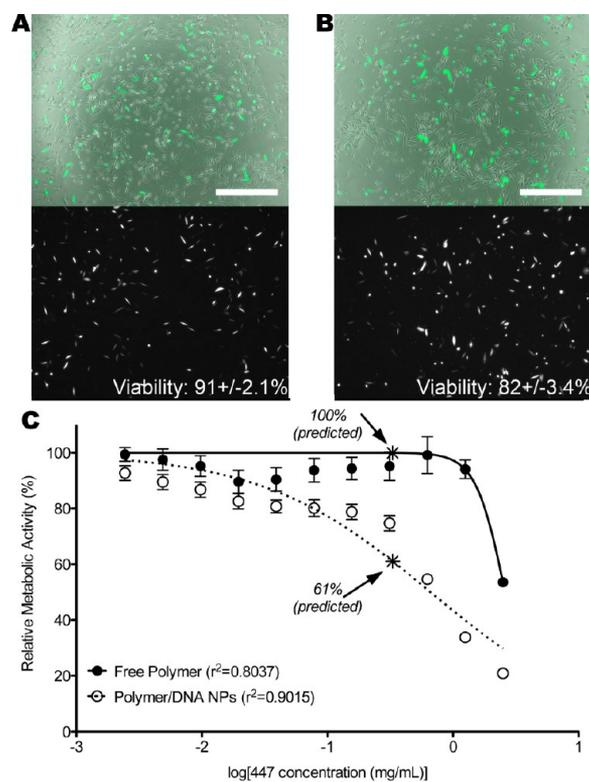 A
B
Viability: 91+/-2.1%
Viability: 82+/-3.4%
C
100%
(predicted)
100
80
60
40
20
0
Relative Metabolic Activity (%)
61%
(predicted)
Free Polymer (r²=0.8037)
Polymer/DNA NPs (r²=0.9015)
-3
-2
-1
0
1
log[447 concentration (mg/mL)]